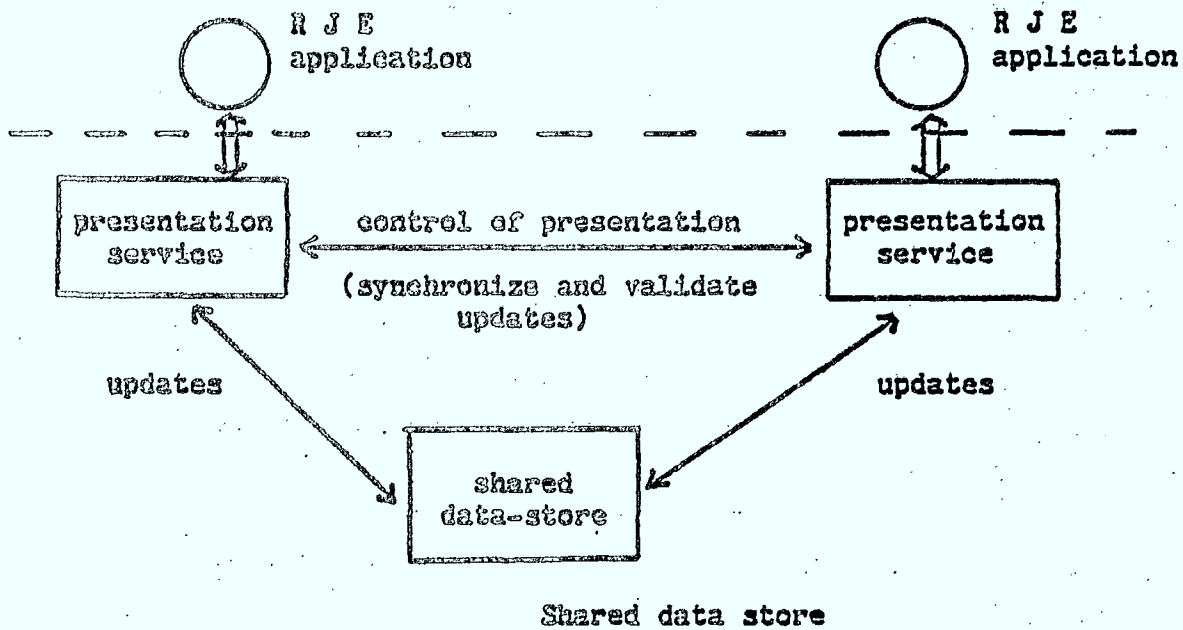 R J E
application
R J E
application
presentation
service
control of presentation
(synchronize and validate
updates)
presentation
service
updates
updates
shared
data-store
Shared data store